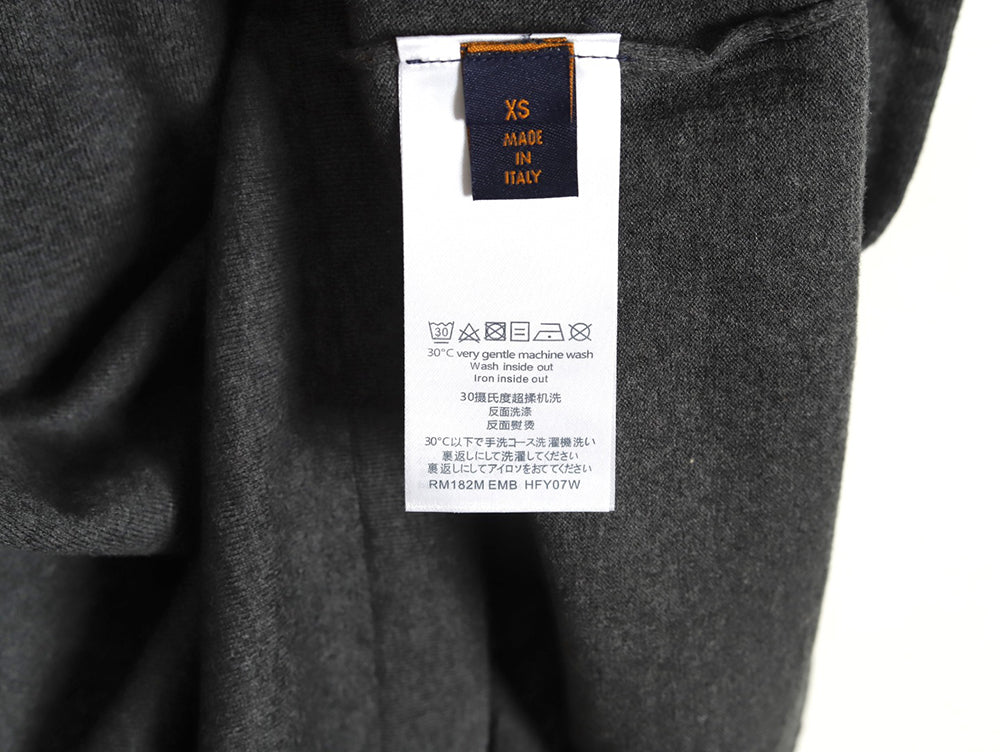 XS
MADE
IN
ITALY
30
30°C very gentle machine wash
Wash inside out
Iron inside out
30摄氏度超揉机洗
反面洗涤
反面熨烫
30°C以下で手洗コース洗濯機洗い
裏返しにして洗濯してください
裏返しにしてアイロソをおててください
RM182M EMB HFY07W